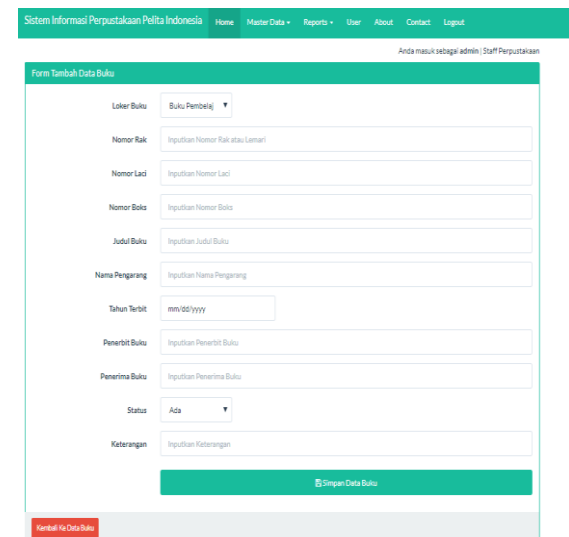 Sistem Informasi Perpustakaan Pelita Indonesia Home Master Data Reports User About Contact Logout
Anda masuk sebagai admin | Staff Perpustakaan
Form Tambah Data Buku
Loker Buku Buku Pembelaj
Nomor Rak Inputkan Nomor Rak atau Lemari
Nomor Laci Inputkan Nomor Laci
Nomor Boks Inputkan Nomor Boks
Judul Buku Inputkan Judul Buku
Nama Pengarang Inputkan Nama Pengarang
Tahun Terbit mm/dd/yyyy
Penerbit Buku Inputkan Penerbit Buku
Penerima Buku Inputkan Penerima Buku
Status Ada
Keterangan Inputkan Keterangan
Simpan Data Buku
Kembali Ke Data Buku